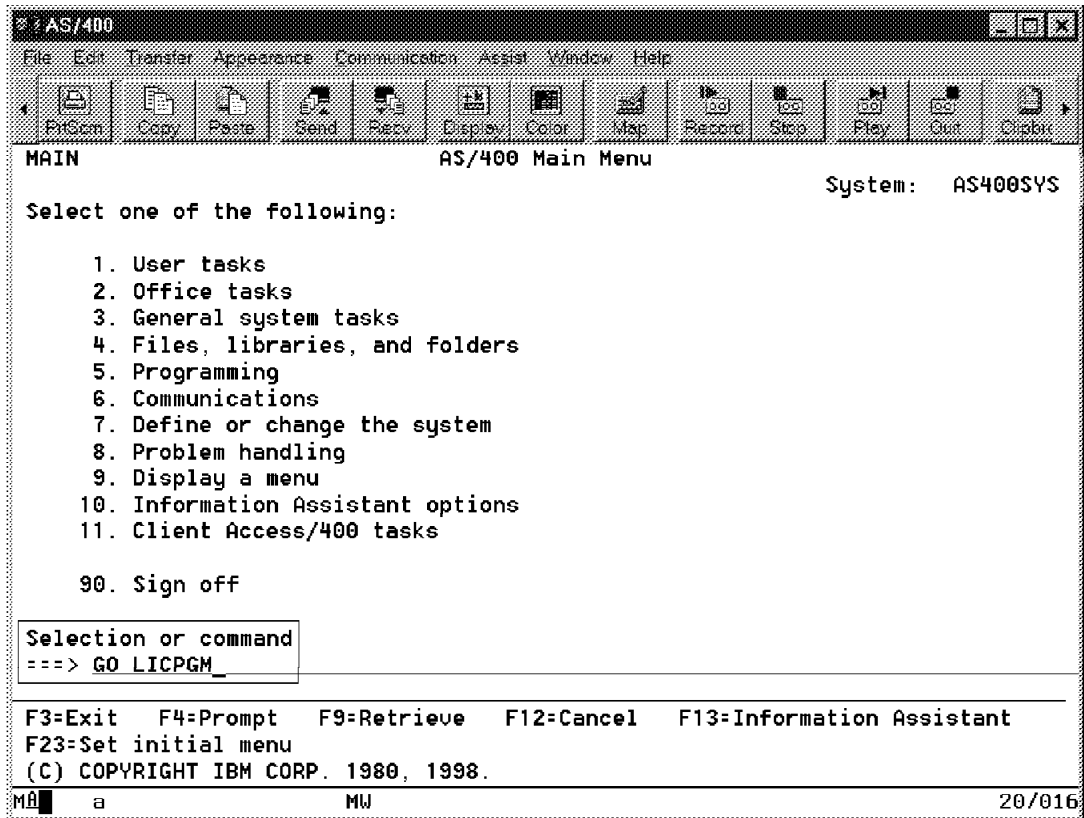 AS/400
File Edit Transfer Appearance Communication Assist Window Help
PrtScrn Copy Paste Send Recv Display Color Map Record Stop Play Quit Clipbrd
MAIN AS/400 Main Menu
System: AS400SYS
Select one of the following:
1. User tasks
2. Office tasks
3. General system tasks
4. Files, libraries, and folders
5. Programming
6. Communications
7. Define or change the system
8. Problem handling
9. Display a menu
10. Information Assistant options
11. Client Access/400 tasks
90. Sign off
Selection or command
===> GO LICPGM_
F3=Exit F4=Prompt F9=Retrieve F12=Cancel F13=Information Assistant
F23=Set initial menu
(C) COPYRIGHT IBM CORP. 1980, 1998.
MA a MW 20/016